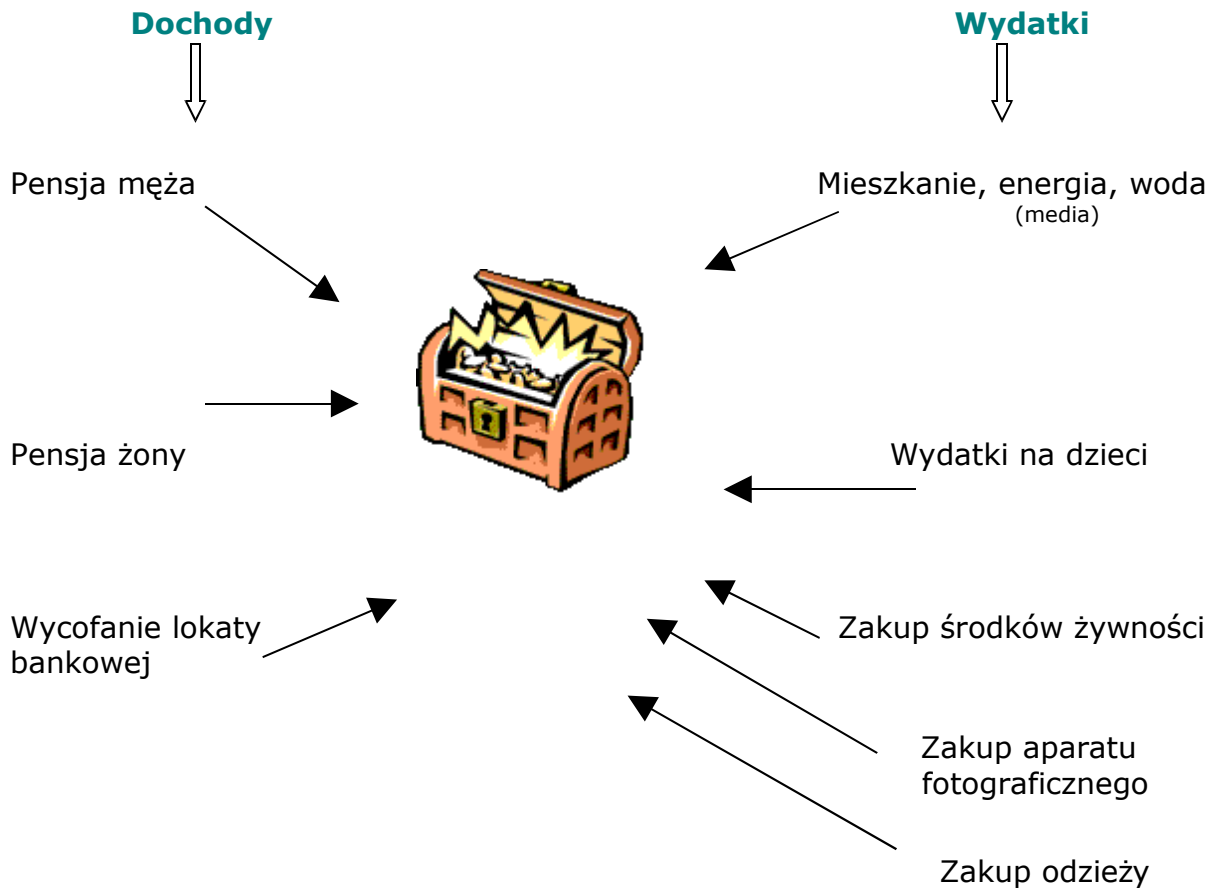 Dochody
Wydatki
Pensja męża
Mieszkanie, energia, woda
(media)
Pensja żony
Wydatki na dzieci
Wycofanie lokaty
bankowej
Zakup środków żywności
Zakup aparatu
fotograficznego
Zakup odzieży